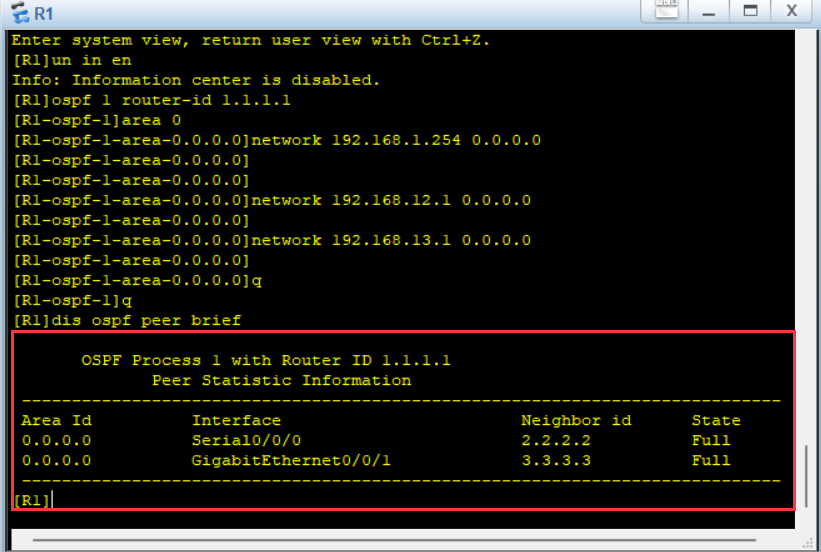 R1
Enter system view, return user view with Ctrl+Z.
[R1]un in en
Info: Information center is disabled.
[R1]ospf 1 router-id 1.1.1.1
[R1-ospf-1]area 0
[R1-ospf-1-area-0.0.0.0]network 192.168.1.254 0.0.0.0
[R1-ospf-1-area-0.0.0.0]
[R1-ospf-1-area-0.0.0.0]
[R1-ospf-1-area-0.0.0.0]network 192.168.12.1 0.0.0.0
[R1-ospf-1-area-0.0.0.0]
[R1-ospf-1-area-0.0.0.0]network 192.168.13.1 0.0.0.0
[R1-ospf-1-area-0.0.0.0]
[R1-ospf-1-area-0.0.0.0]q
[R1-ospf-1]q
[R1]dis ospf peer brief
OSPF Process 1 with Router ID 1.1.1.1
Peer Statistic Information
----------------------------------------------------------------------------
Area Id Interface Neighbor id State
0.0.0.0 Serial0/0/0 2.2.2.2 Full
0.0.0.0 GigabitEthernet0/0/1 3.3.3.3 Full
----------------------------------------------------------------------------
[R1]